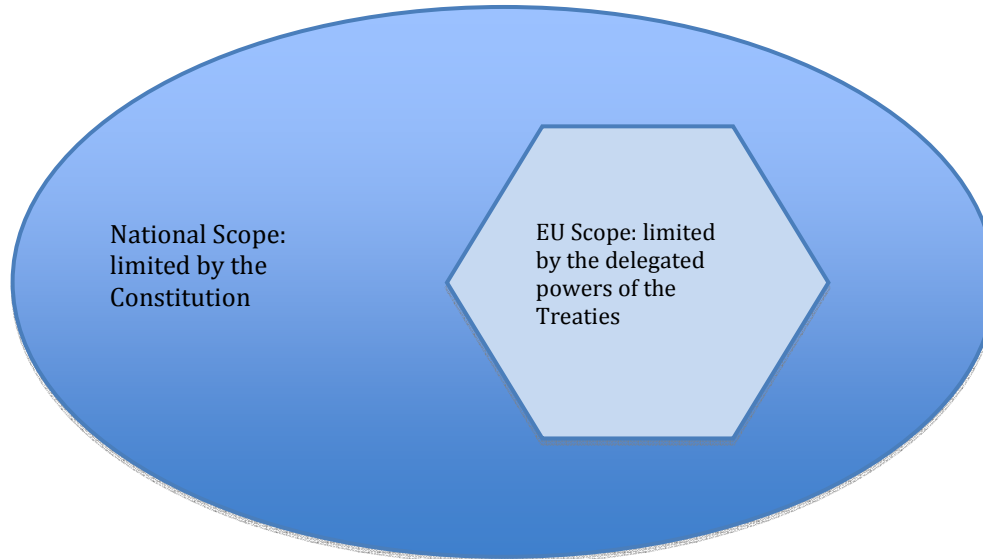 National Scope:
limited by the
Constitution
EU Scope: limited
by the delegated
powers of the
Treaties